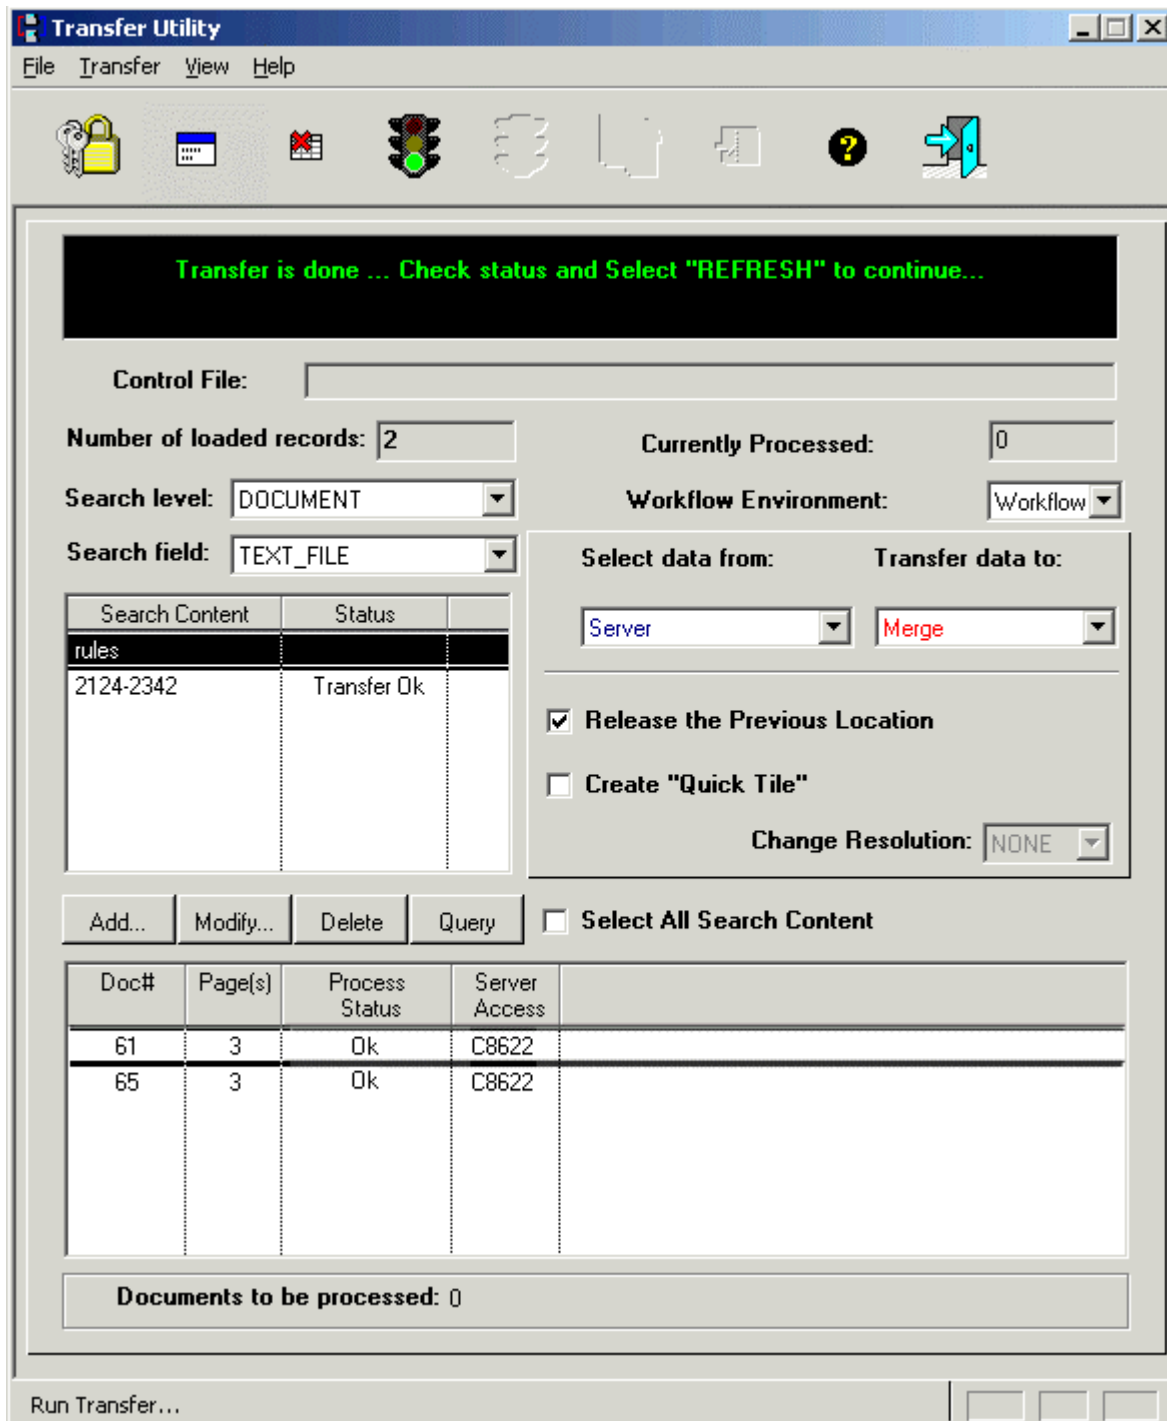 Transfer Utility
File Transfer View Help
Transfer is done ... Check status and Select "REFRESH" to continue...
Control File:
Number of loaded records: 2
Currently Processed: 0
Search level: DOCUMENT
Workflow Environment: Workflow
Search field: TEXT_FILE
Select data from: Transfer data to:
Server Merge
Search Content Status
rules
2124-2342 Transfer Ok
Release the Previous Location
Create "Quick Tile"
Change Resolution: NONE
Add... Modify... Delete Query Select All Search Content
Doc# Page(s) Process Status Server Access
61 3 Ok C8622
65 3 Ok C8622
Documents to be processed: 0
Run Transfer...